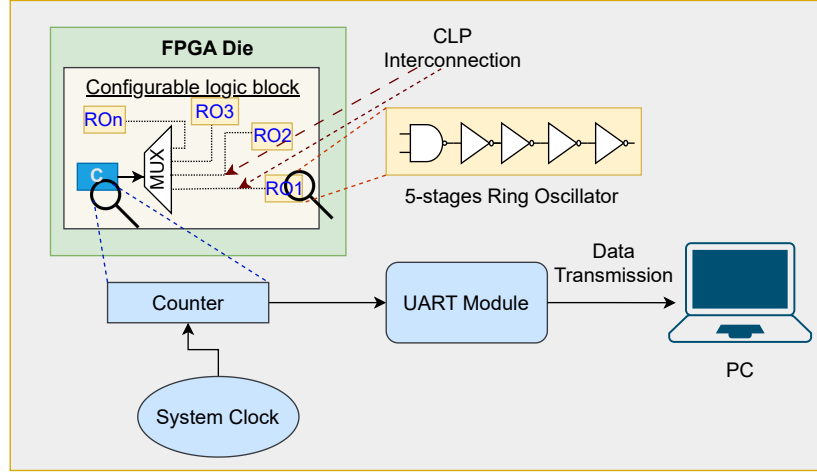 FPGA Die
CLP
Interconnection
Configurable logic block
ROn
RO3
RO2
MUX
C
RO1
5-stages Ring Oscillator
Counter
UART Module
Data
Transmission
System Clock
PC